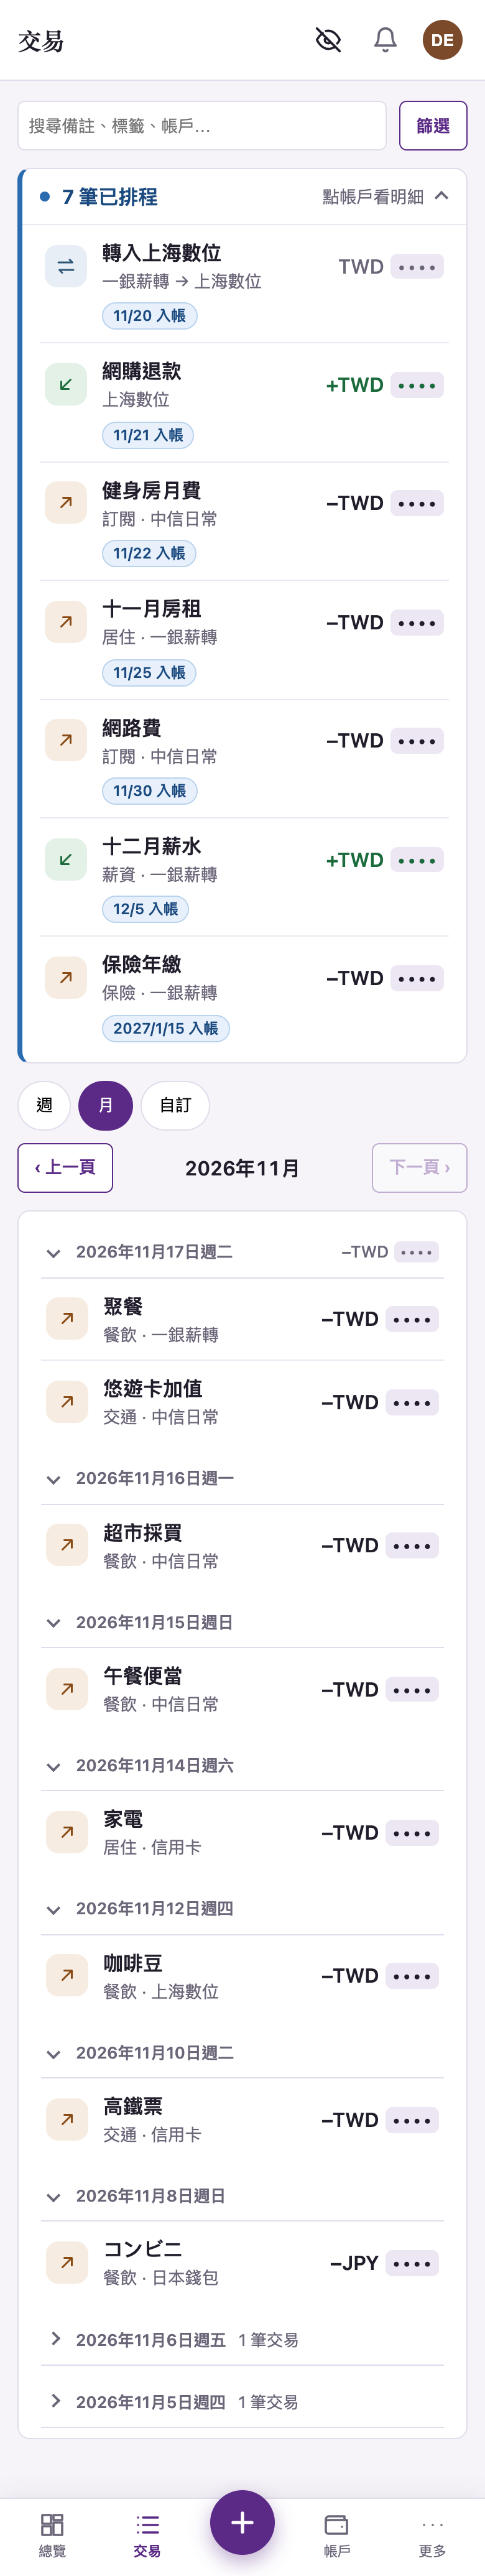 交易
DE
搜尋備註、標籤、帳戶...
篩選
7 筆已排程
點帳戶看明細
轉入上海數位
TWD ••••
一銀薪轉 → 上海數位
11/20 入帳
網購退款
+TWD ••••
上海數位
11/21 入帳
健身房月費
−TWD ••••
訂閱 · 中信日常
11/22 入帳
十一月房租
−TWD ••••
居住 · 一銀薪轉
11/25 入帳
網路費
−TWD ••••
訂閱 · 中信日常
11/30 入帳
十二月薪水
+TWD ••••
薪資 · 一銀薪轉
12/5 入帳
保險年繳
−TWD ••••
保險 · 一銀薪轉
2027/1/15 入帳
週
月
自訂
‹ 上一頁
2026年11月
下一頁 ›
2026年11月17日週二
−TWD ••••
聚餐
−TWD ••••
餐飲 · 一銀薪轉
悠遊卡加值
−TWD ••••
交通 · 中信日常
2026年11月16日週一
超市採買
−TWD ••••
餐飲 · 中信日常
2026年11月15日週日
午餐便當
−TWD ••••
餐飲 · 中信日常
2026年11月14日週六
家電
−TWD ••••
居住 · 信用卡
2026年11月12日週四
咖啡豆
−TWD ••••
餐飲 · 上海數位
2026年11月10日週二
高鐵票
−TWD ••••
交通 · 信用卡
2026年11月8日週日
コンビニ
−JPY ••••
餐飲 · 日本錢包
2026年11月6日週五 1 筆交易
2026年11月5日週四 1 筆交易
總覽
交易
帳戶
更多